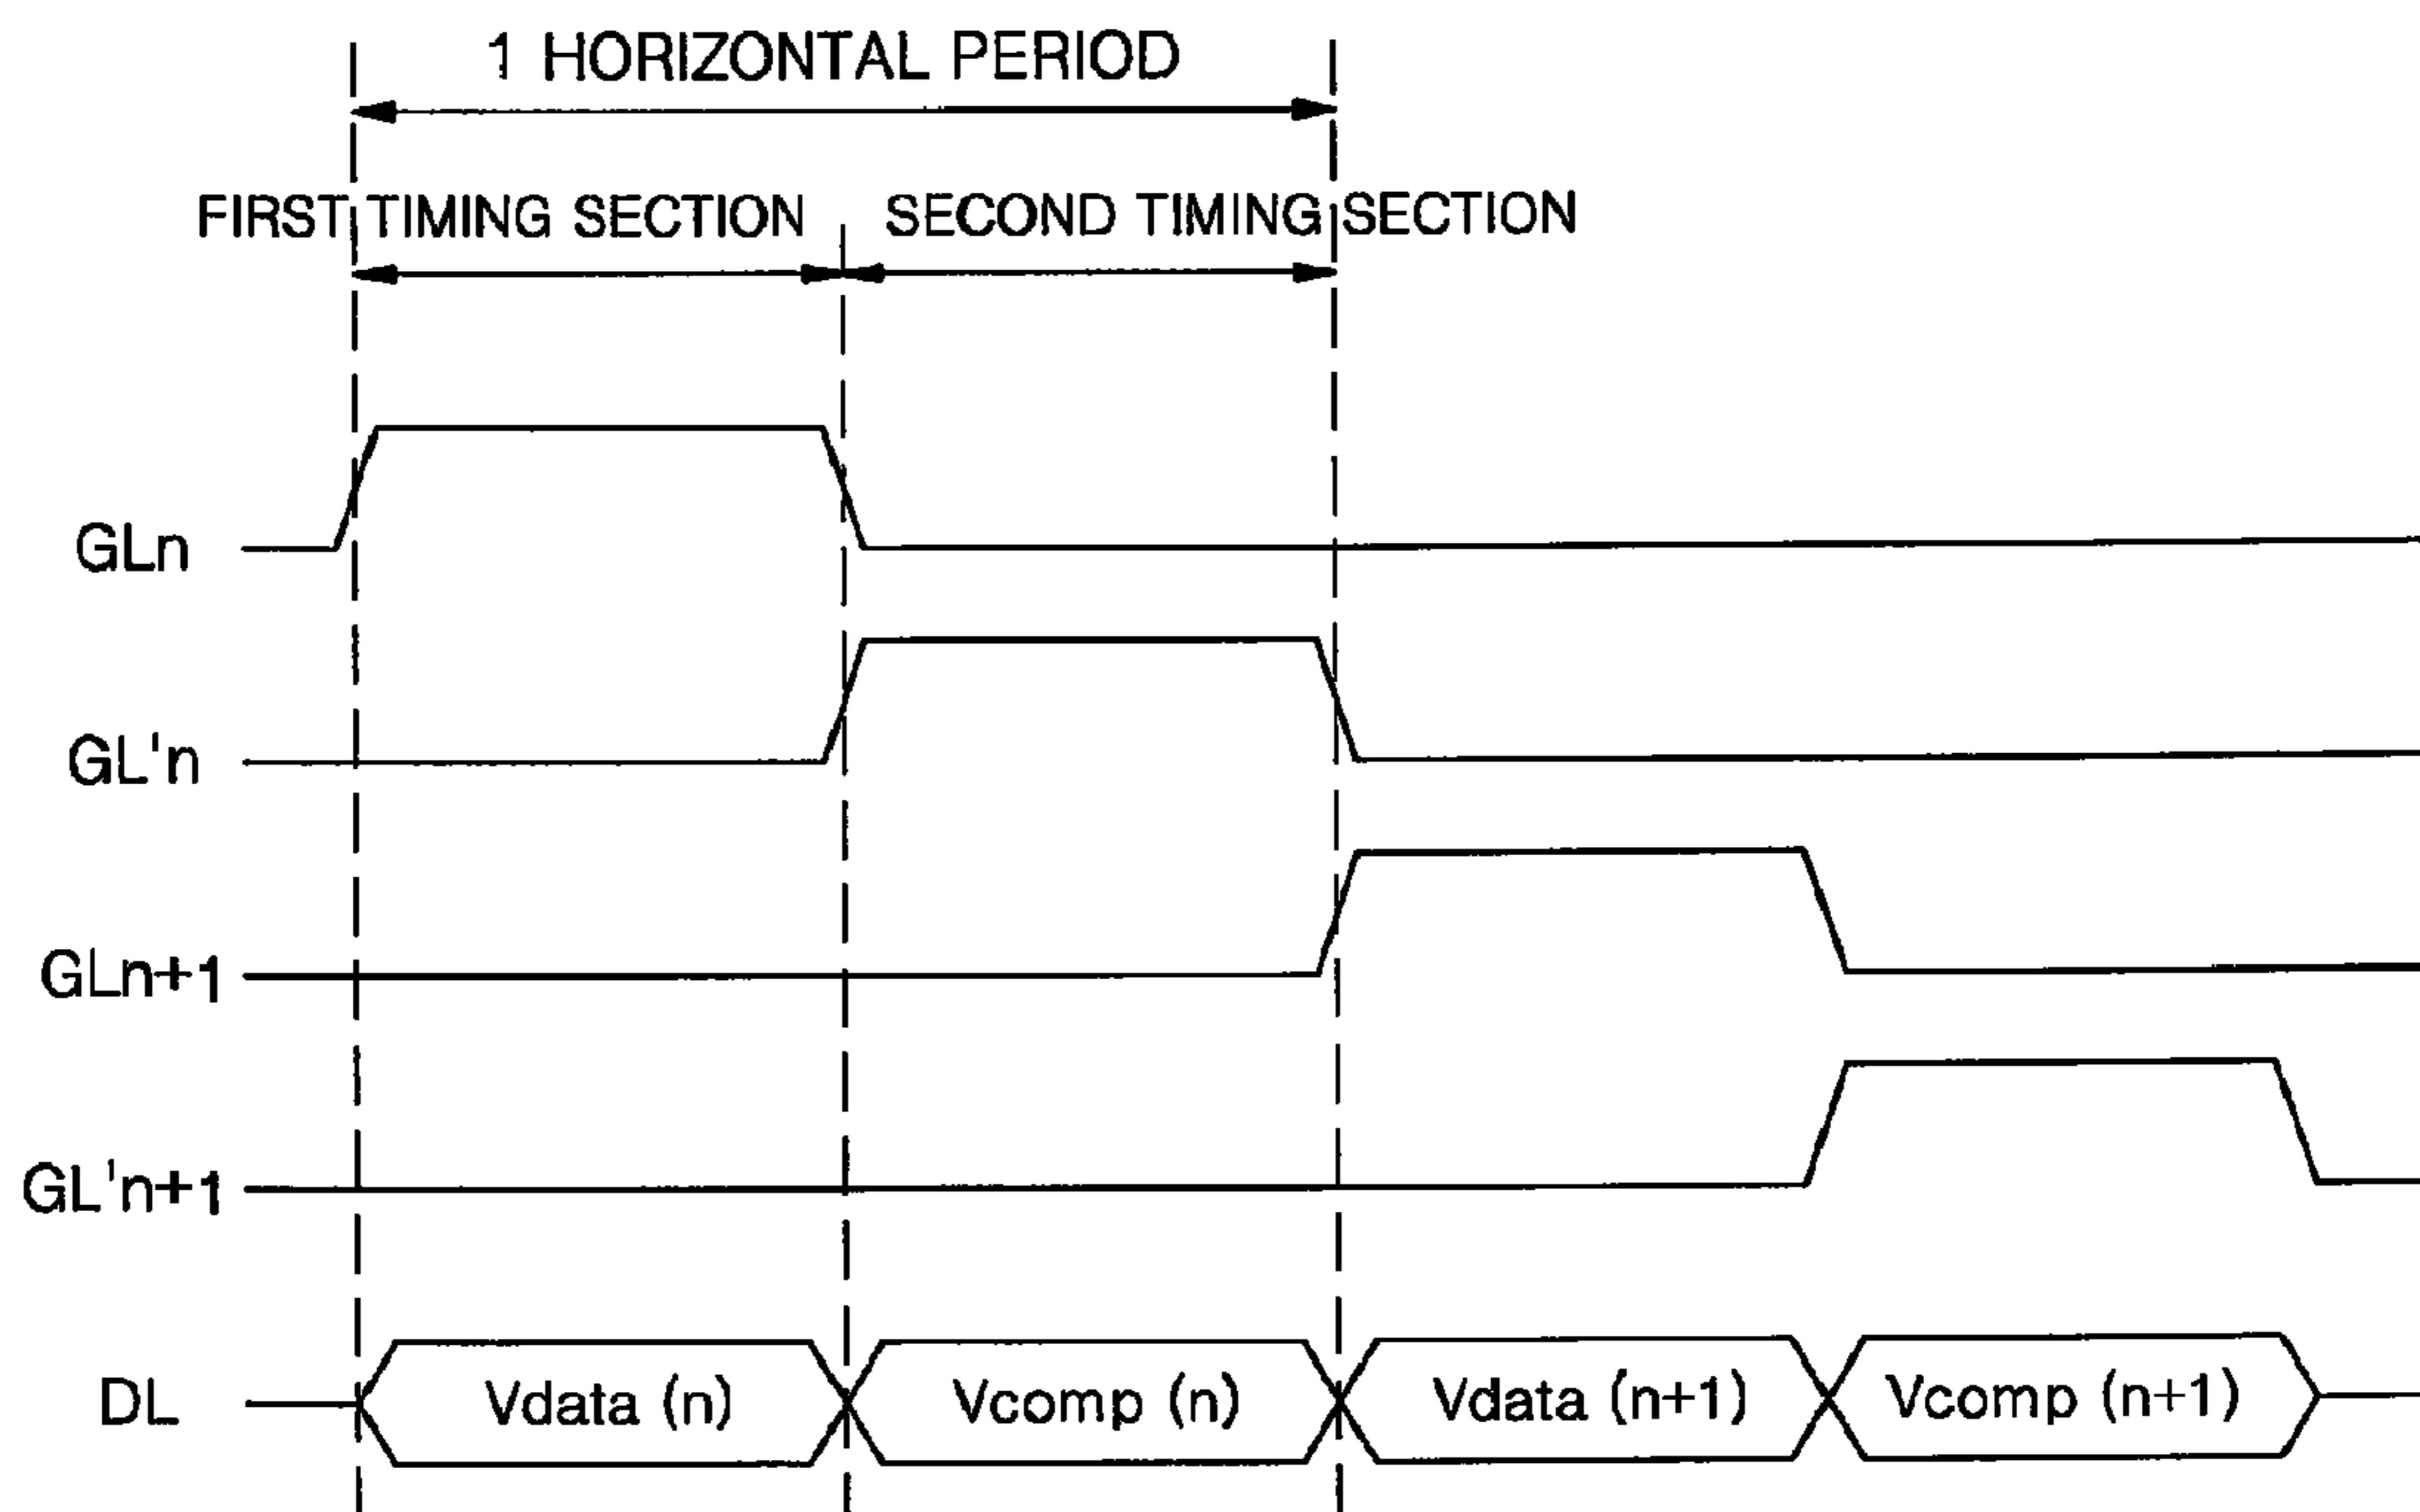 1 HORIZONTAL PERIOD
FIRST TIMING SECTION
SECOND TIMING SECTION
GLn
GL'n
GLn+1
GL'n+1
DL
Vdata (n)
Vcomp (n)
Vdata (n+1)
Vcomp (n+1)